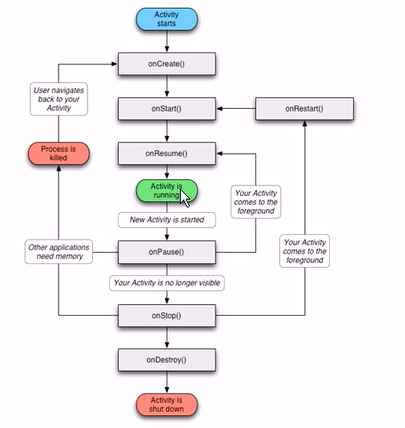 Activity
starts
onCreate()
User navigates
back to your
Activity
onStart()
onRestart()
onResume()
Process is
killed
Activity is
running
Your Activity
comes to the
foreground
New Activity is started
Other applications
need memory
onPause()
Your Activity
comes to the
foreground
Your Activity is no longer visible
onStop()
onDestroy()
Activity is
shut down